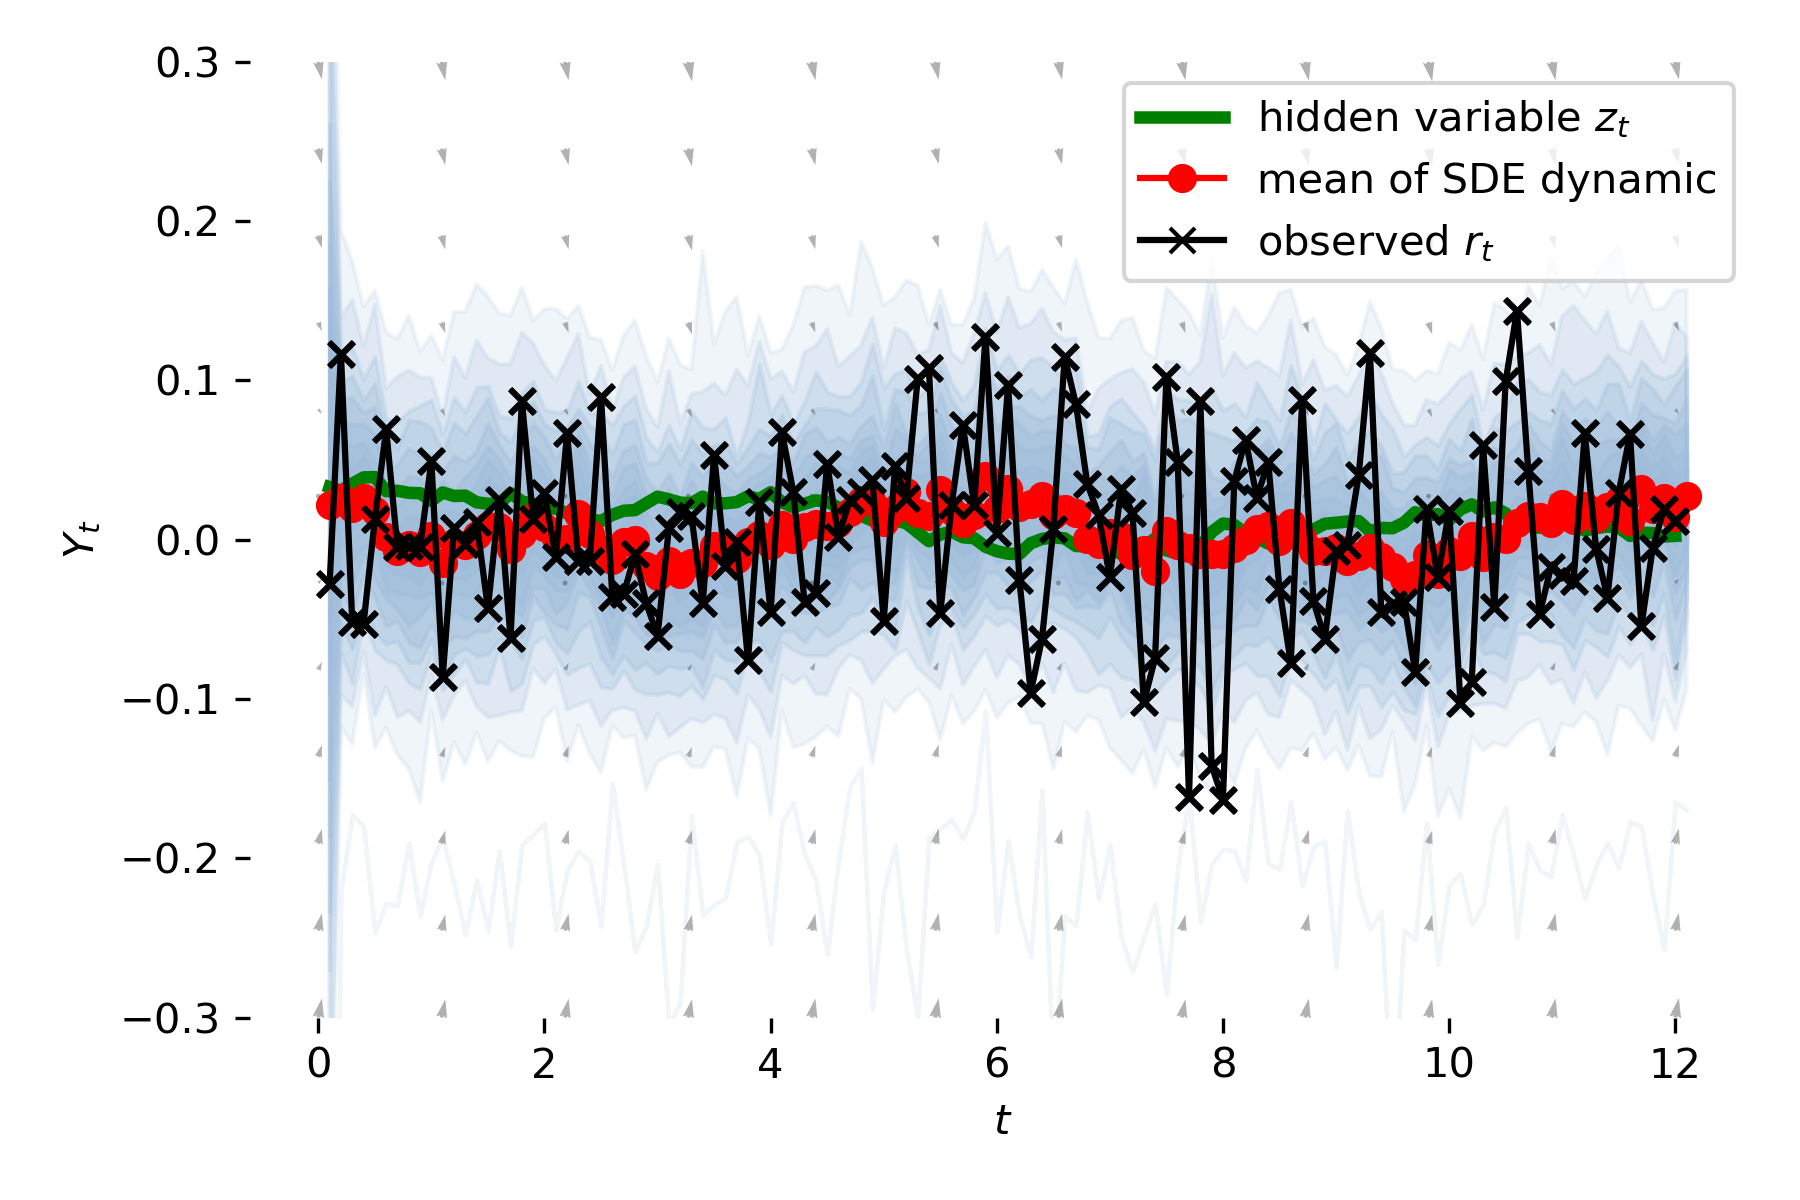 0.3
0.2
0.1
0.0
−0.1
−0.2
−0.3
Y_t
0 2 4 6 8 10 12
t
hidden variable z_t
mean of SDE dynamic
observed r_t